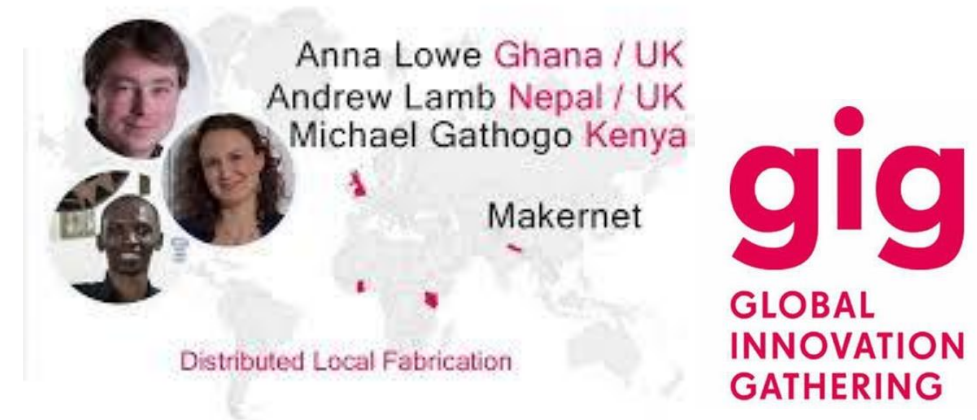 Anna Lowe Ghana / UK
Andrew Lamb Nepal / UK
Michael Gathogo Kenya
Makernet
Distributed Local Fabrication
gig
GLOBAL
INNOVATION
GATHERING